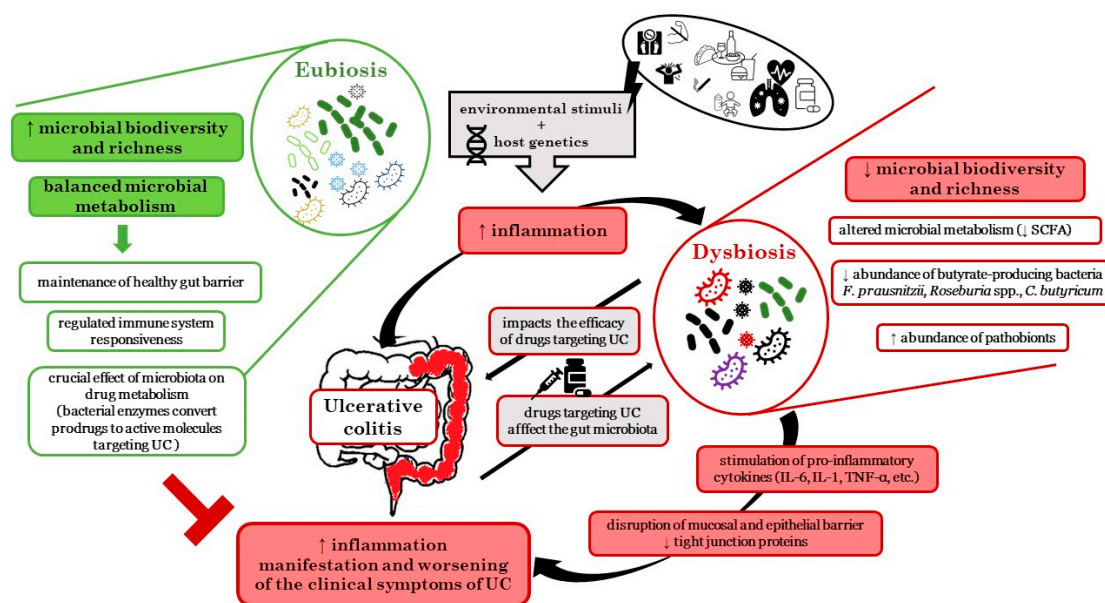 Eubiosis
↑ microbial biodiversity
and richness
balanced microbial
metabolism
maintenance of healthy gut barrier
regulated immune system
responsiveness
crucial effect of microbiota on
drug metabolism
(bacterial enzymes convert
prodrugs to active molecules
targeting UC )
environmental stimuli
+
host genetics
↑ inflammation
Ulcerative
colitis
impacts the efficacy
of drugs targeting UC
drugs targeting UC
afffect the gut microbiota
Dysbiosis
↓ microbial biodiversity
and richness
altered microbial metabolism (↓ SCFA)
↓ abundance of butyrate-producing bacteria
F. prausnitzii, Roseburia spp., C. butyricum
↑ abundance of pathobionts
stimulation of pro-inflammatory
cytokines (IL-6, IL-1, TNF-α, etc.)
disruption of mucosal and epithelial barrier
↓ tight junction proteins
↑ inflammation
manifestation and worsening
of the clinical symptoms of UC